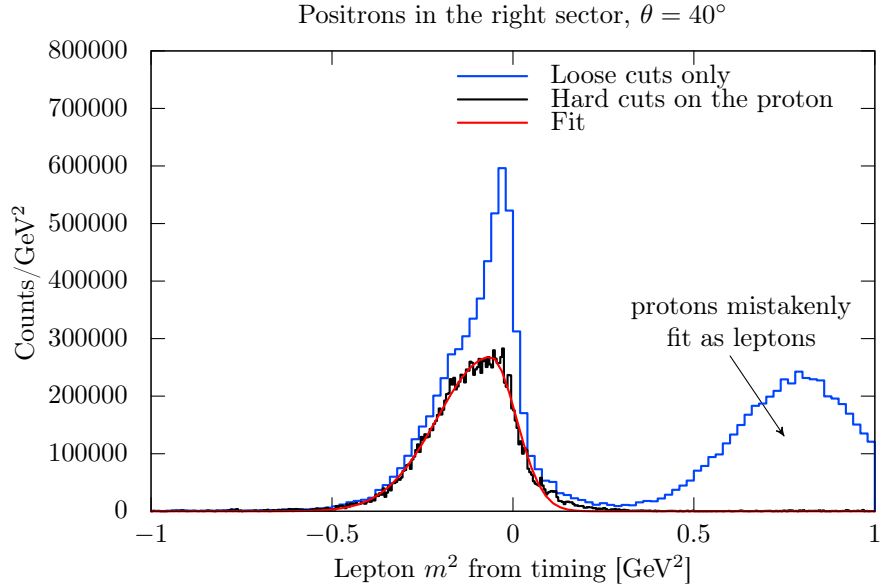 Positrons in the right sector, θ = 40°
Loose cuts only
Hard cuts on the proton
Fit
protons mistakenly
fit as leptons
Counts/GeV²
800000
700000
600000
500000
400000
300000
200000
100000
0
−1
−0.5
0
0.5
1
Lepton m² from timing [GeV²]